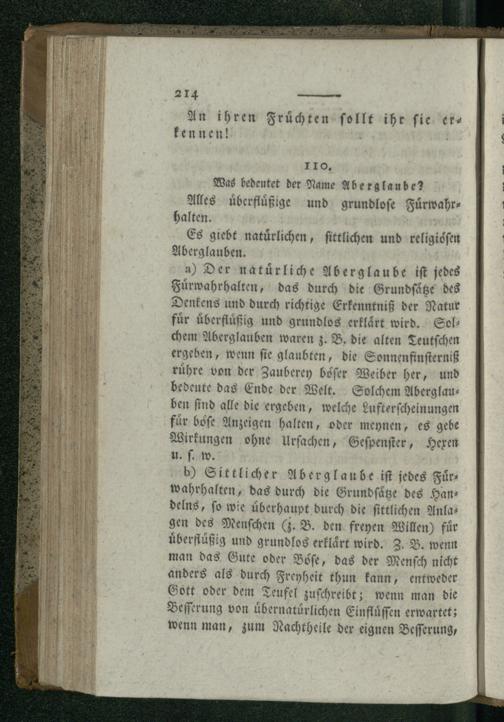 214
An ihren Früchten sollt ihr sie er-
kennen!
110.
Was bedeutet der Name Aberglaube?
Alles überflüßige und grundlose Fürwahr-
halten.
Es giebt natürlichen, sittlichen und religiösen
Aberglauben.
a) Der natürliche Aberglaube ist jedes
Fürwahrhalten, das durch die Grundsätze des
Denkens und durch richtige Erkenntniß der Natur
für überflüßig und grundlos erklärt wird. Sol-
chem Aberglauben waren z. B. die alten Teutschen
ergeben, wenn sie glaubten, die Sonnenfinsterniß
rühre von der Zauberey böser Weiber her, und
bedeute das Ende der Welt. Solchem Aberglau-
ben sind alle die ergeben, welche Lufterscheinungen
für böse Anzeigen halten, oder meynen, es gebe
Wirkungen ohne Ursachen, Gespenster, Hexen
u. s. w.
b) Sittlicher Aberglaube ist jedes Für-
wahrhalten, das durch die Grundsätze des Han-
delns, so wie überhaupt durch die sittlichen Anla-
gen des Menschen (z. B. den freyen Willen) für
überflüßig und grundlos erklärt wird. Z. B. wenn
man das Gute oder Böse, das der Mensch nicht
anders als durch Freyheit thun kann, entweder
Gott oder dem Teufel zuschreibt; wenn man die
Besserung von übernatürlichen Einflüssen erwartet;
wenn man, zum Nachtheile der eignen Besserung,